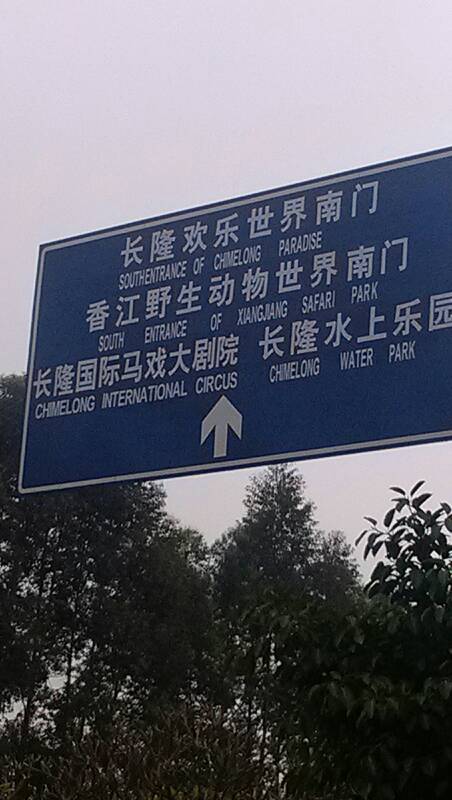 长隆欢乐世界南门
SOUTHENTRANCE OF CHIMELONG PARADISE
香江野生动物世界南门
SOUTH ENTRANCE OF XIANGJIANG SAFARI PARK
长隆国际马戏大剧院 长隆水上乐园
CHIMELONG INTERNATIONAL CIRCUS CHIMELONG WATER PARK